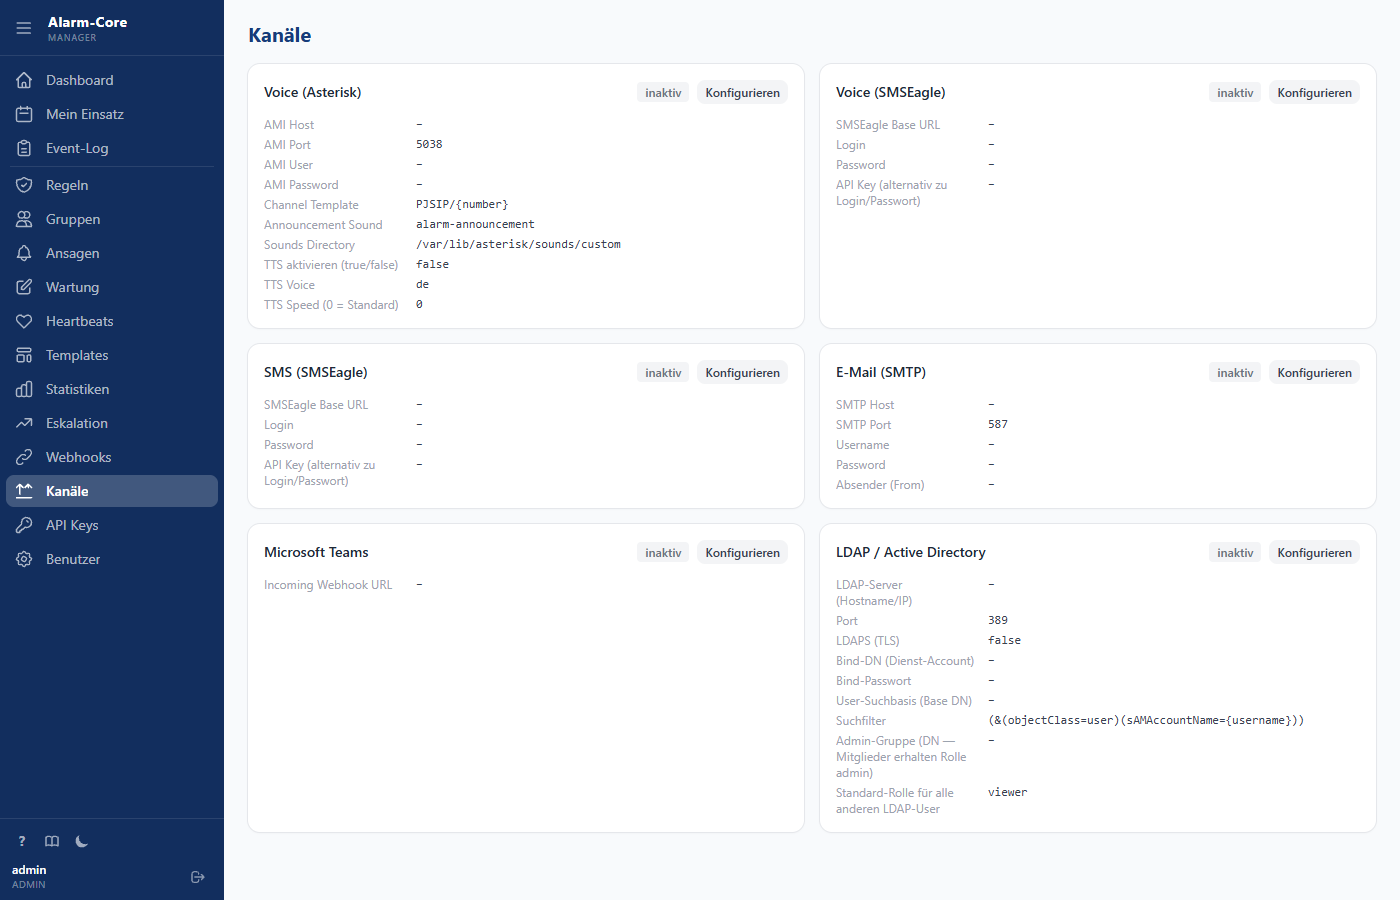 Alarm-Core
MANAGER
Dashboard
Mein Einsatz
Event-Log
Regeln
Gruppen
Ansagen
Wartung
Heartbeats
Templates
Statistiken
Eskalation
Webhooks
Kanäle
API Keys
Benutzer
?
admin
ADMIN
Kanäle
Voice (Asterisk)
inaktiv
Konfigurieren
AMI Host –
AMI Port 5038
AMI User –
AMI Password –
Channel Template PJSIP/{number}
Announcement Sound alarm-announcement
Sounds Directory /var/lib/asterisk/sounds/custom
TTS aktivieren (true/false) false
TTS Voice de
TTS Speed (0 = Standard) 0
Voice (SMSEagle)
inaktiv
Konfigurieren
SMSEagle Base URL –
Login –
Password –
API Key (alternativ zu –
Login/Passwort)
SMS (SMSEagle)
inaktiv
Konfigurieren
SMSEagle Base URL –
Login –
Password –
API Key (alternativ zu –
Login/Passwort)
E-Mail (SMTP)
inaktiv
Konfigurieren
SMTP Host –
SMTP Port 587
Username –
Password –
Absender (From) –
Microsoft Teams
inaktiv
Konfigurieren
Incoming Webhook URL –
LDAP / Active Directory
inaktiv
Konfigurieren
LDAP-Server –
(Hostname/IP)
Port 389
LDAPS (TLS) false
Bind-DN (Dienst-Account) –
Bind-Passwort –
User-Suchbasis (Base DN) –
Suchfilter (&(objectClass=user)(sAMAccountName={username}))
Admin-Gruppe (DN — –
Mitglieder erhalten Rolle
admin)
Standard-Rolle für alle viewer
anderen LDAP-User